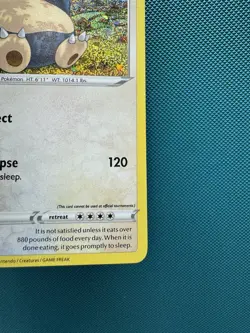 Pokémon. HT. 6'11" WT. 1014.1 lbs.
ect
pse 120
sleep.
(This card cannot be used at official tournaments.)
retreat
It is not satisfied unless it eats over
880 pounds of food every day. When it is
done eating, it goes promptly to sleep.
Nintendo / Creatures / GAME FREAK